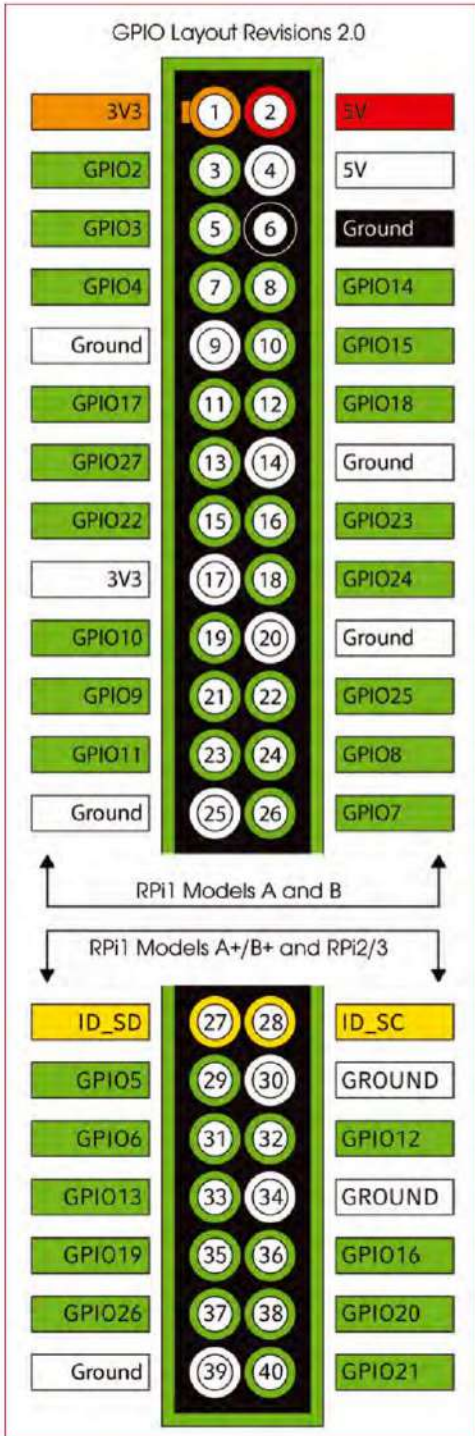 GPIO Layout Revisions 2.0
3V3 1 2 5V
GPIO2 3 4 5V
GPIO3 5 6 Ground
GPIO4 7 8 GPIO14
Ground 9 10 GPIO15
GPIO17 11 12 GPIO18
GPIO27 13 14 Ground
GPIO22 15 16 GPIO23
3V3 17 18 GPIO24
GPIO10 19 20 Ground
GPIO9 21 22 GPIO25
GPIO11 23 24 GPIO8
Ground 25 26 GPIO7
RPi1 Models A and B
RPi1 Models A+/B+ and RPi2/3
ID_SD 27 28 ID_SC
GPIO5 29 30 GROUND
GPIO6 31 32 GPIO12
GPIO13 33 34 GROUND
GPIO19 35 36 GPIO16
GPIO26 37 38 GPIO20
Ground 39 40 GPIO21